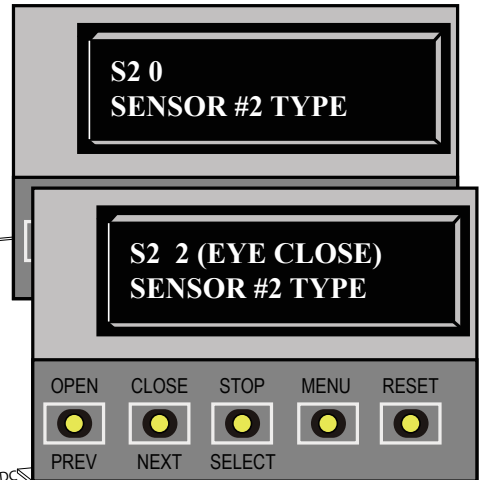 S2 0
SENSOR #2 TYPE
S2 2 (EYE CLOSE)
SENSOR #2 TYPE
OPEN CLOSE STOP MENU RESET
PREV NEXT SELECT
DC